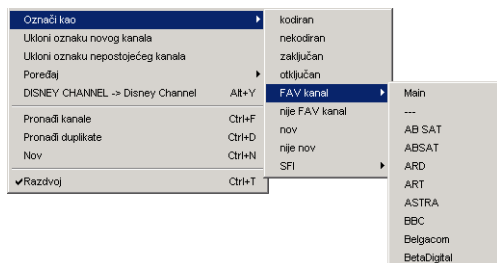 Označi kao
Ukloni oznaku novog kanala
Ukloni oznaku nepostojećeg kanala
Poređaj
DISNEY CHANNEL -> Disney Channel Alt+Y
Pronađi kanale Ctrl+F
Pronađi duplikate Ctrl+D
Nov Ctrl+N
Razdvoj Ctrl+T
kodiran
nekodiran
zaključan
otključan
FAV kanal
nije FAV kanal
nov
nije nov
SFI
Main
---
AB SAT
ABSAT
ARD
ART
ASTRA
BBC
Belgacom
BetaDigital